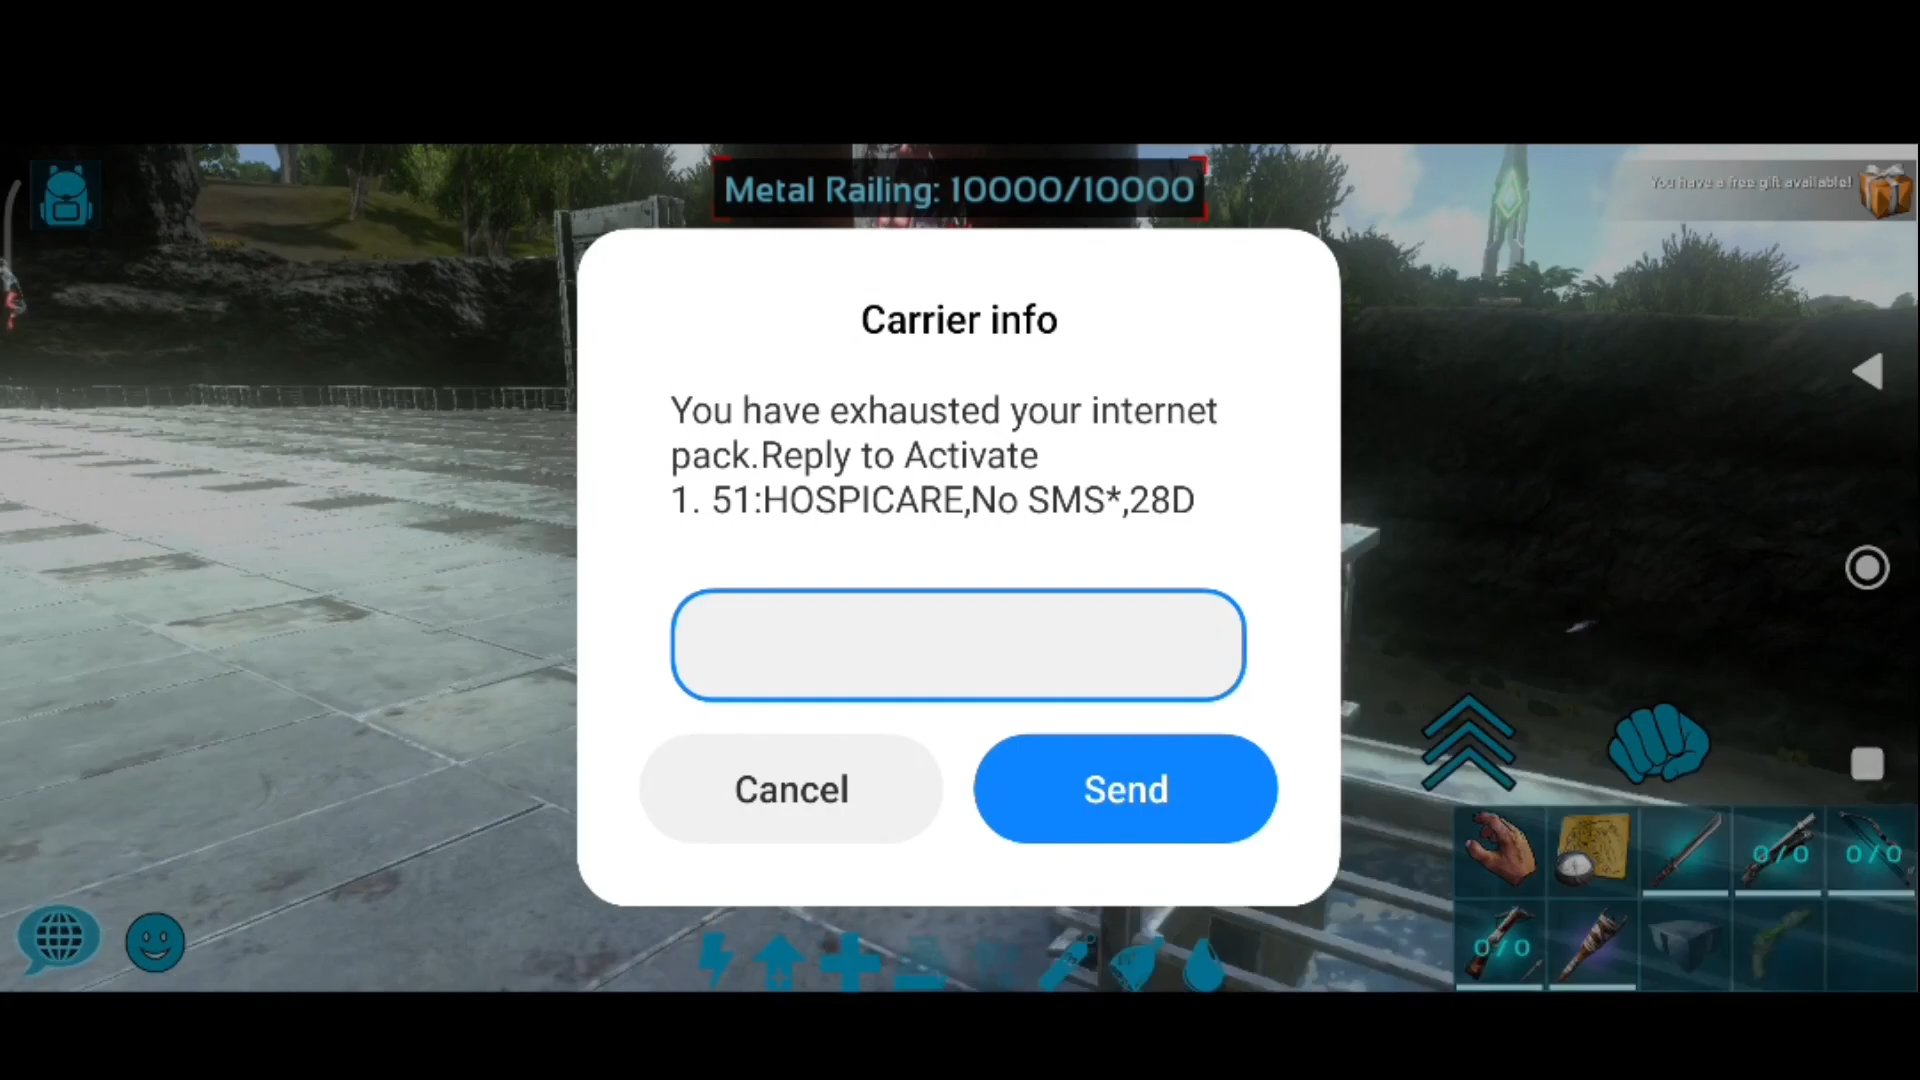 Metal Railing: 10000/10000
You have a free gift available!
Carrier info
You have exhausted your internet
pack.Reply to Activate
1. 51:HOSPICARE,No SMS*,28D
Cancel
Send
0/0
0/0
0/0